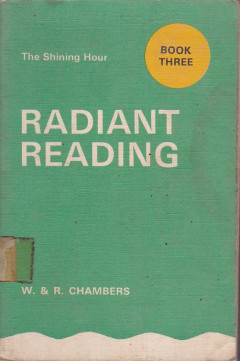 The Shining Hour
BOOK
THREE
RADIANT
READING
W. & R. CHAMBERS